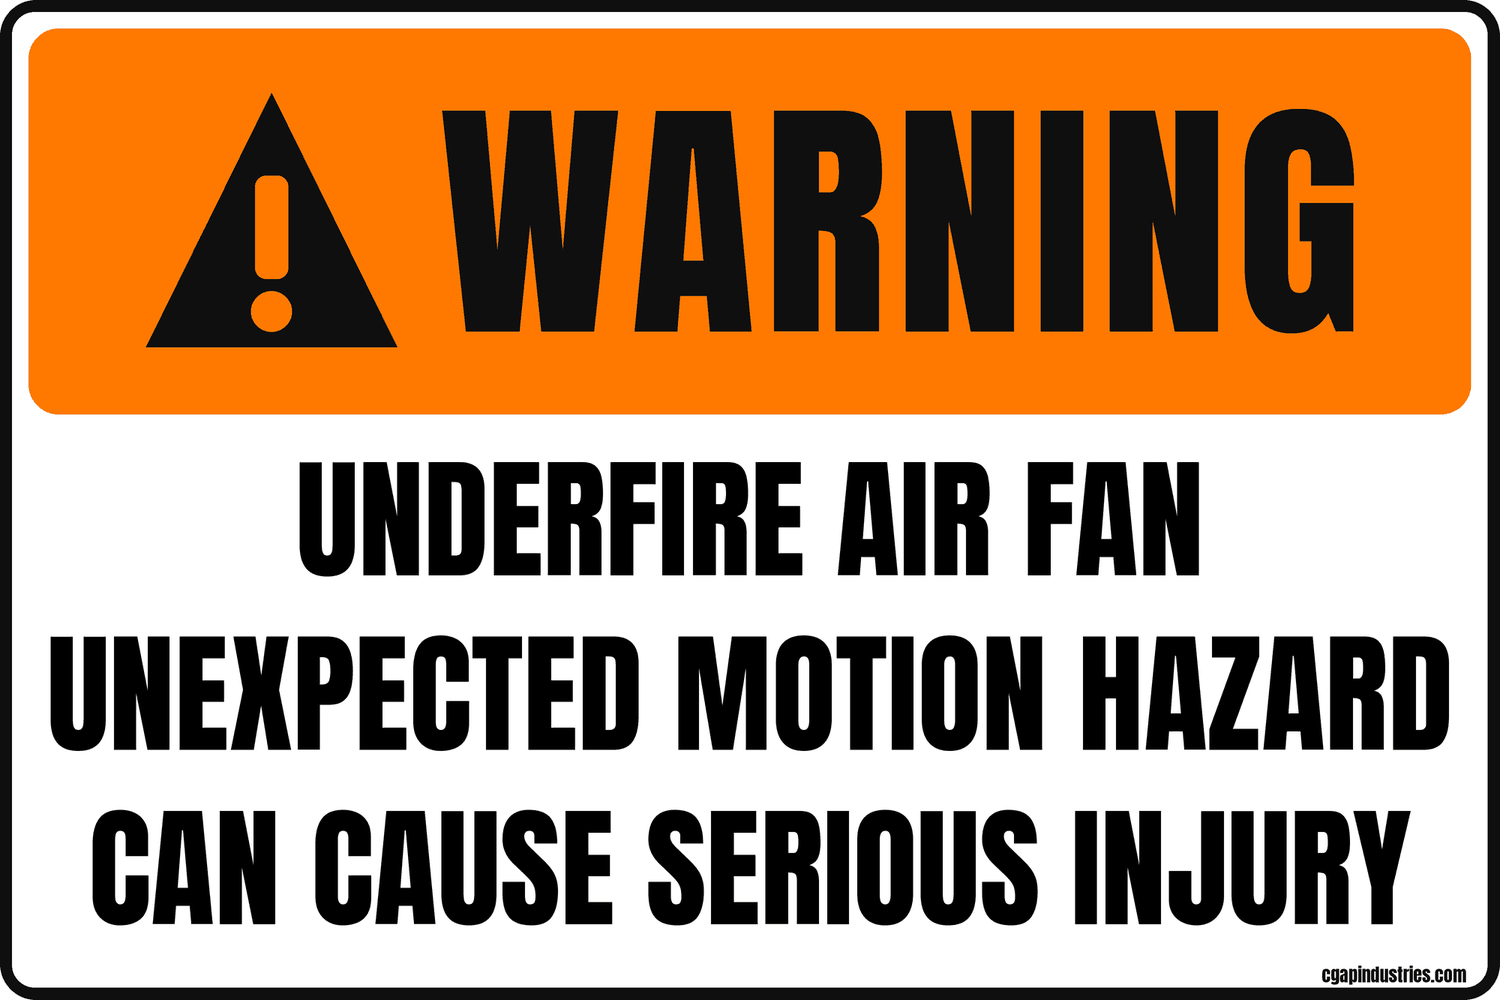 WARNING
UNDERFIRE AIR FAN
UNEXPECTED MOTION HAZARD
CAN CAUSE SERIOUS INJURY
cgapindustries.com